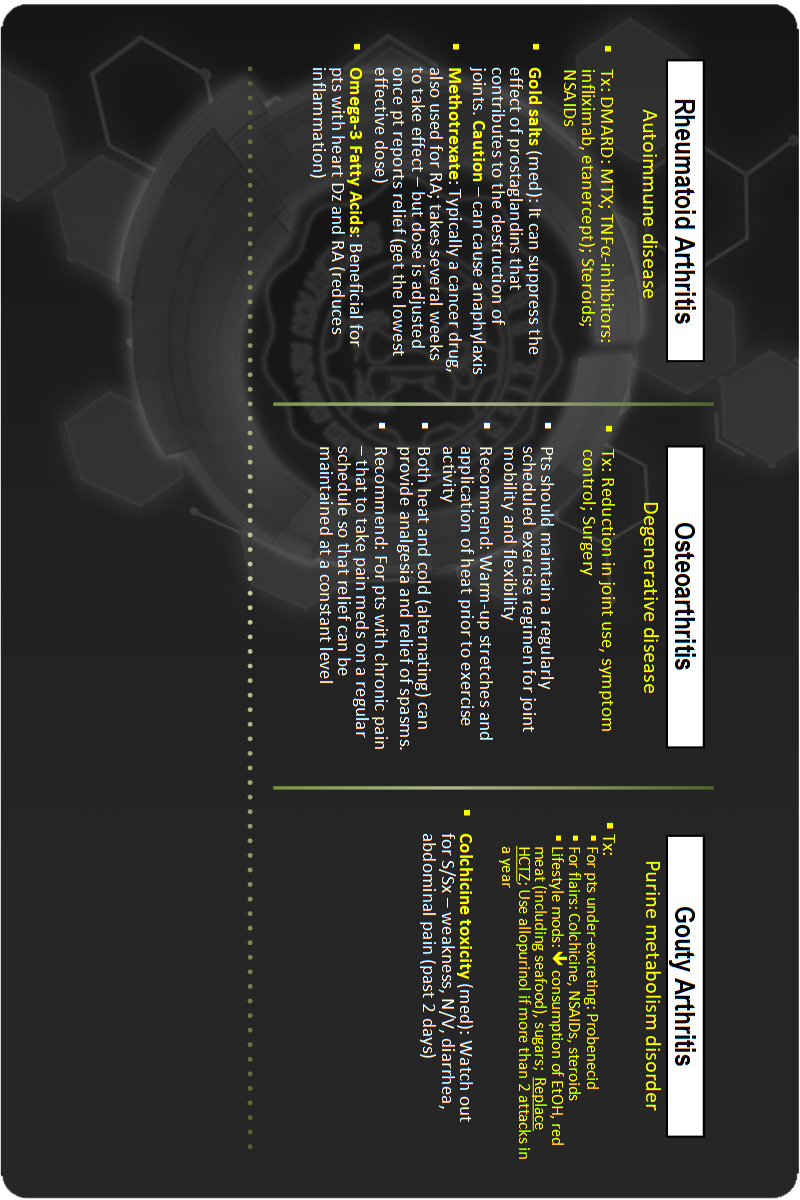 Rheumatoid Arthritis
Autoimmune disease
▪ Tx: DMARD: MTX; TNFα-inhibitors:
infliximab, etanercept); Steroids;
NSAIDs
▪ Gold salts (med): It can suppress the
effect of prostaglandins that
contributes to the destruction of
joints. Caution – can cause anaphylaxis
▪ Methotrexate: Typically a cancer drug,
also used for RA; takes several weeks
to take effect – but dose is adjusted
once pt reports relief (get the lowest
effective dose)
▪ Omega-3 Fatty Acids: Beneficial for
pts with heart Dz and RA (reduces
inflammation)
Osteoarthritis
Degenerative disease
▪ Tx: Reduction in joint use, symptom
control; Surgery
▪ Pts should maintain a regularly
scheduled exercise regimen for joint
mobility and flexibility
▪ Recommend: Warm-up stretches and
application of heat prior to exercise
activity
▪ Both heat and cold (alternating) can
provide analgesia and relief of spasms.
▪ Recommend: For pts with chronic pain
– that to take pain meds on a regular
schedule so that relief can be
maintained at a constant level
Gouty Arthritis
Purine metabolism disorder
▪ Tx:
▪ For pts under-excreting: Probenecid
▪ For flairs: Colchicine, NSAIDs, steroids
▪ Lifestyle mods: 🡻 consumption of EtOH, red
meat (including seafood), sugars; Replace
HCTZ; Use allopurinol if more than 2 attacks in
a year
▪ Colchicine toxicity (med): Watch out
for S/Sx – weakness, N/V, diarrhea,
abdominal pain (past 2 days)